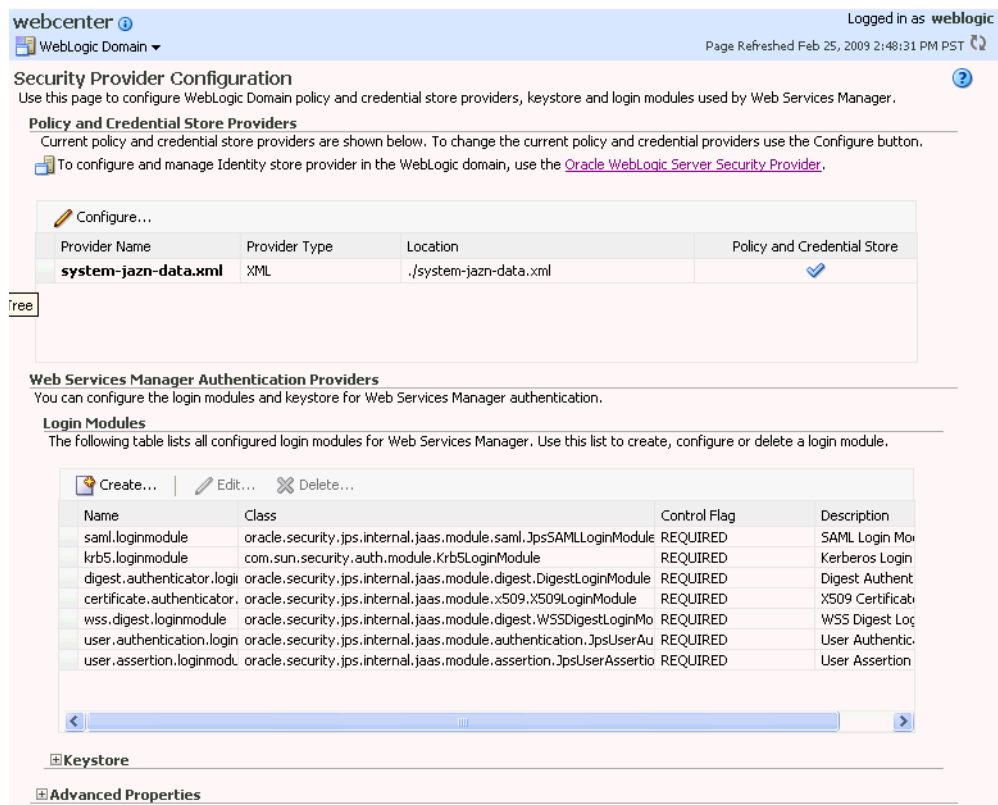 webcenter
Logged in as weblogic
WebLogic Domain
Page Refreshed Feb 25, 2009 2:48:31 PM PST
Security Provider Configuration
Use this page to configure WebLogic Domain policy and credential store providers, keystore and login modules used by Web Services Manager.
Policy and Credential Store Providers
Current policy and credential store providers are shown below. To change the current policy and credential providers use the Configure button.
To configure and manage Identity store provider in the WebLogic domain, use the Oracle WebLogic Server Security Provider.
Configure...
Provider Name Provider Type Location Policy and Credential Store
system-jazn-data.xml XML ./system-jazn-data.xml
Tree
Web Services Manager Authentication Providers
You can configure the login modules and keystore for Web Services Manager authentication.
Login Modules
The following table lists all configured login modules for Web Services Manager. Use this list to create, configure or delete a login module.
Create... Edit... Delete...
Name Class Control Flag Description
saml.loginmodule oracle.security.jps.internal.jaas.module.saml.JpsSAMLLoginModule REQUIRED SAML Login Mo
krb5.loginmodule com.sun.security.auth.module.Krb5LoginModule REQUIRED Kerberos Login
digest.authenticator.logi oracle.security.jps.internal.jaas.module.digest.DigestLoginModule REQUIRED Digest Authent
certificate.authenticator. oracle.security.jps.internal.jaas.module.x509.X509LoginModule REQUIRED X509 Certificat
wss.digest.loginmodule oracle.security.jps.internal.jaas.module.digest.WSSDigestLoginMo REQUIRED WSS Digest Log
user.authentication.login oracle.security.jps.internal.jaas.module.authentication.JpsUserAu REQUIRED User Authentic
user.assertion.loginmodu oracle.security.jps.internal.jaas.module.assertion.JpsUserAssertio REQUIRED User Assertion
Keystore
Advanced Properties